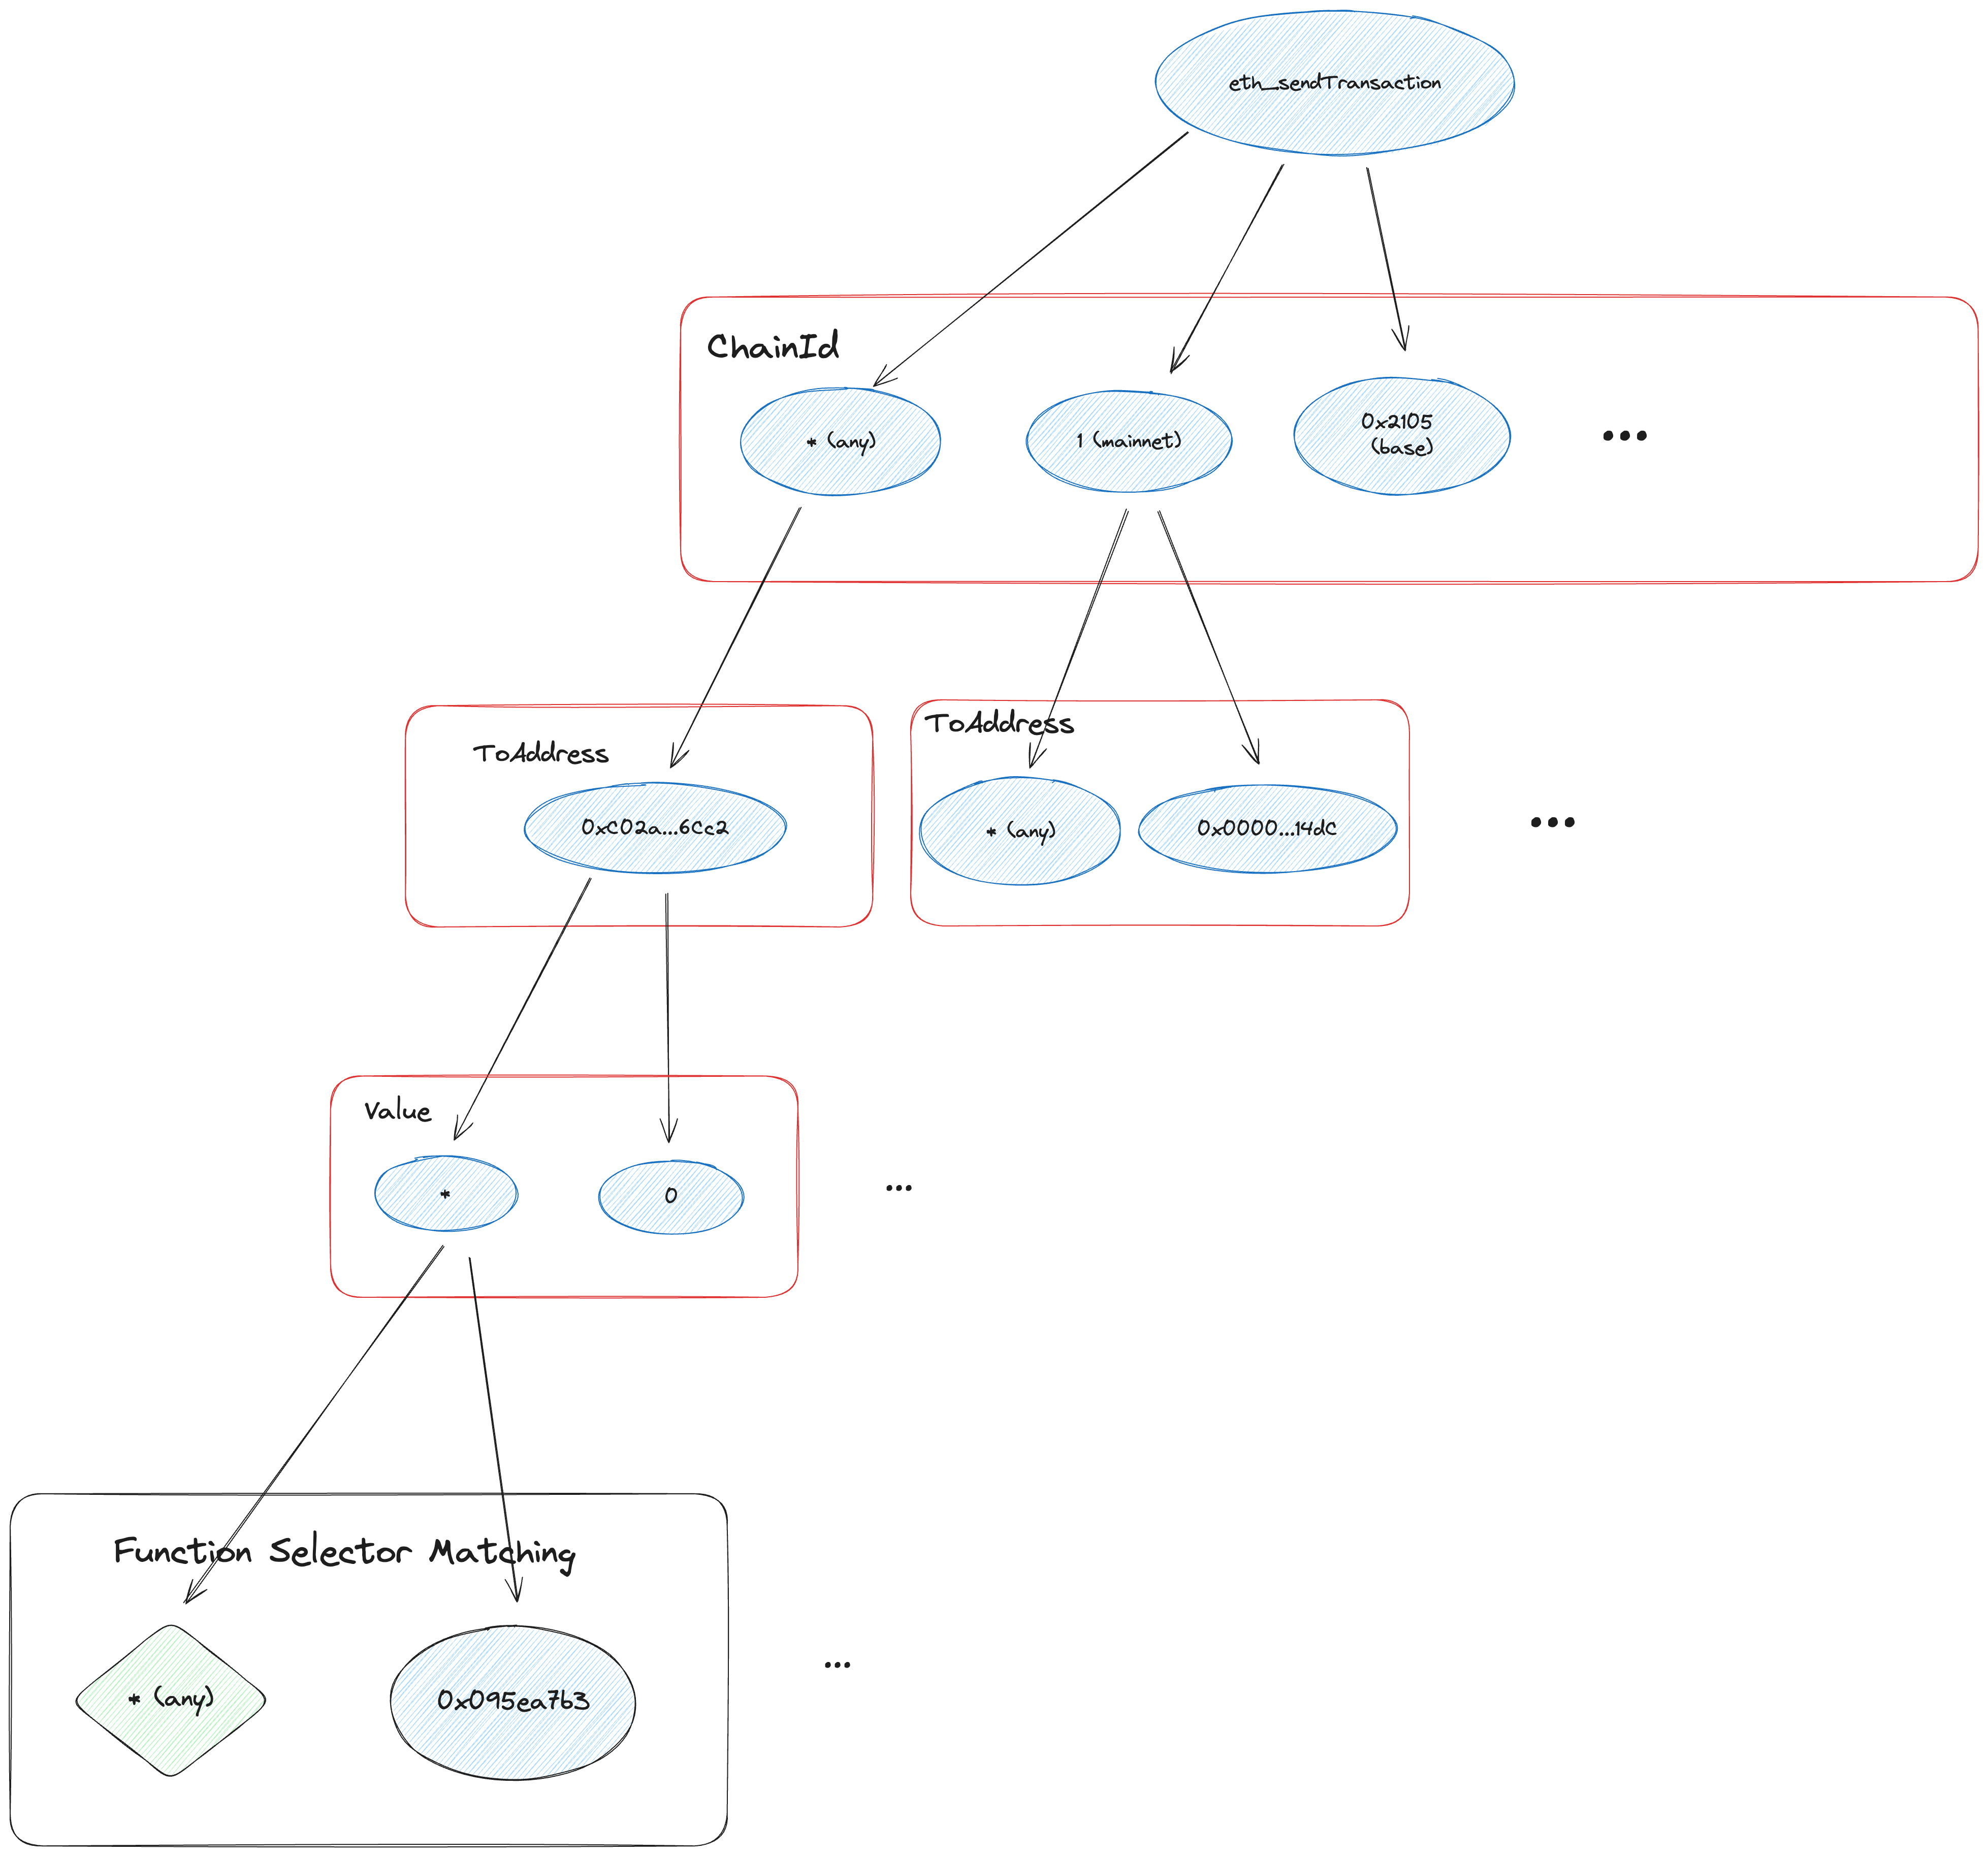 eth_sendTransaction
ChainId
* (any)
1 (mainnet)
0x2105
(base)
...
ToAddress
0xC02a...6Cc2
ToAddress
* (any)
0x0000...14dC
...
Value
*
0
...
Function Selector Matching
* (any)
0x095ea7b3
...